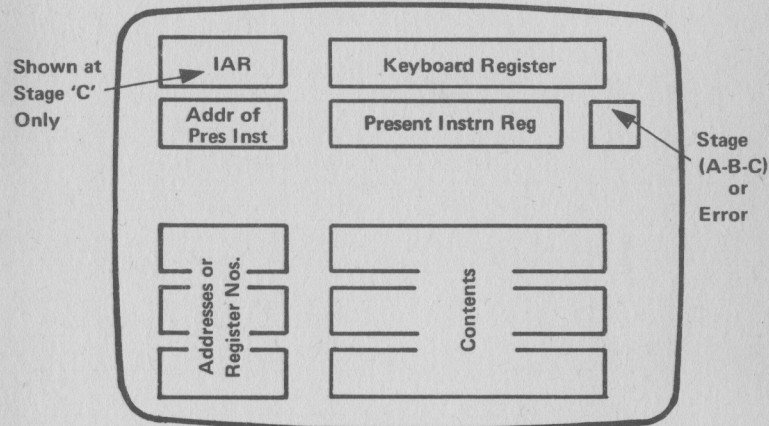 Shown at
Stage 'C'
Only
IAR
Keyboard Register
Addr of
Pres Inst
Present Instrn Reg
Stage
(A-B-C)
or
Error
Addresses or
Register Nos.
Contents